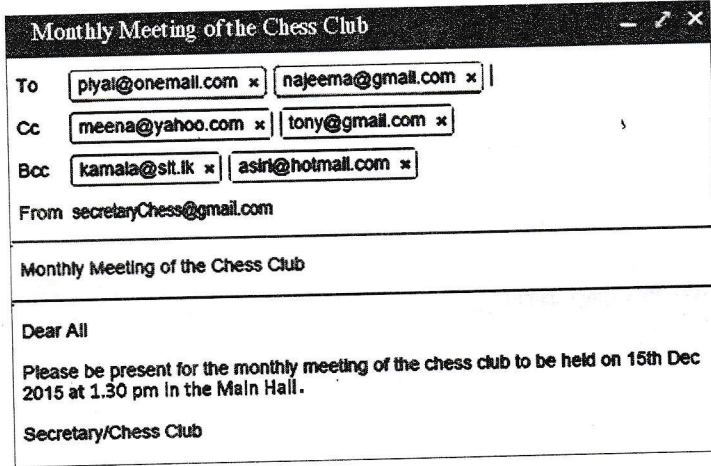 Monthly Meeting of the Chess Club
To piyal@onemail.com × najeema@gmail.com ×
Cc meena@yahoo.com × tony@gmail.com ×
Bcc kamala@slt.lk × asiri@hotmail.com ×
From secretaryChess@gmail.com
Monthly Meeting of the Chess Club
Dear All
Please be present for the monthly meeting of the chess club to be held on 15th Dec
2015 at 1.30 pm in the Main Hall.
Secretary/Chess Club